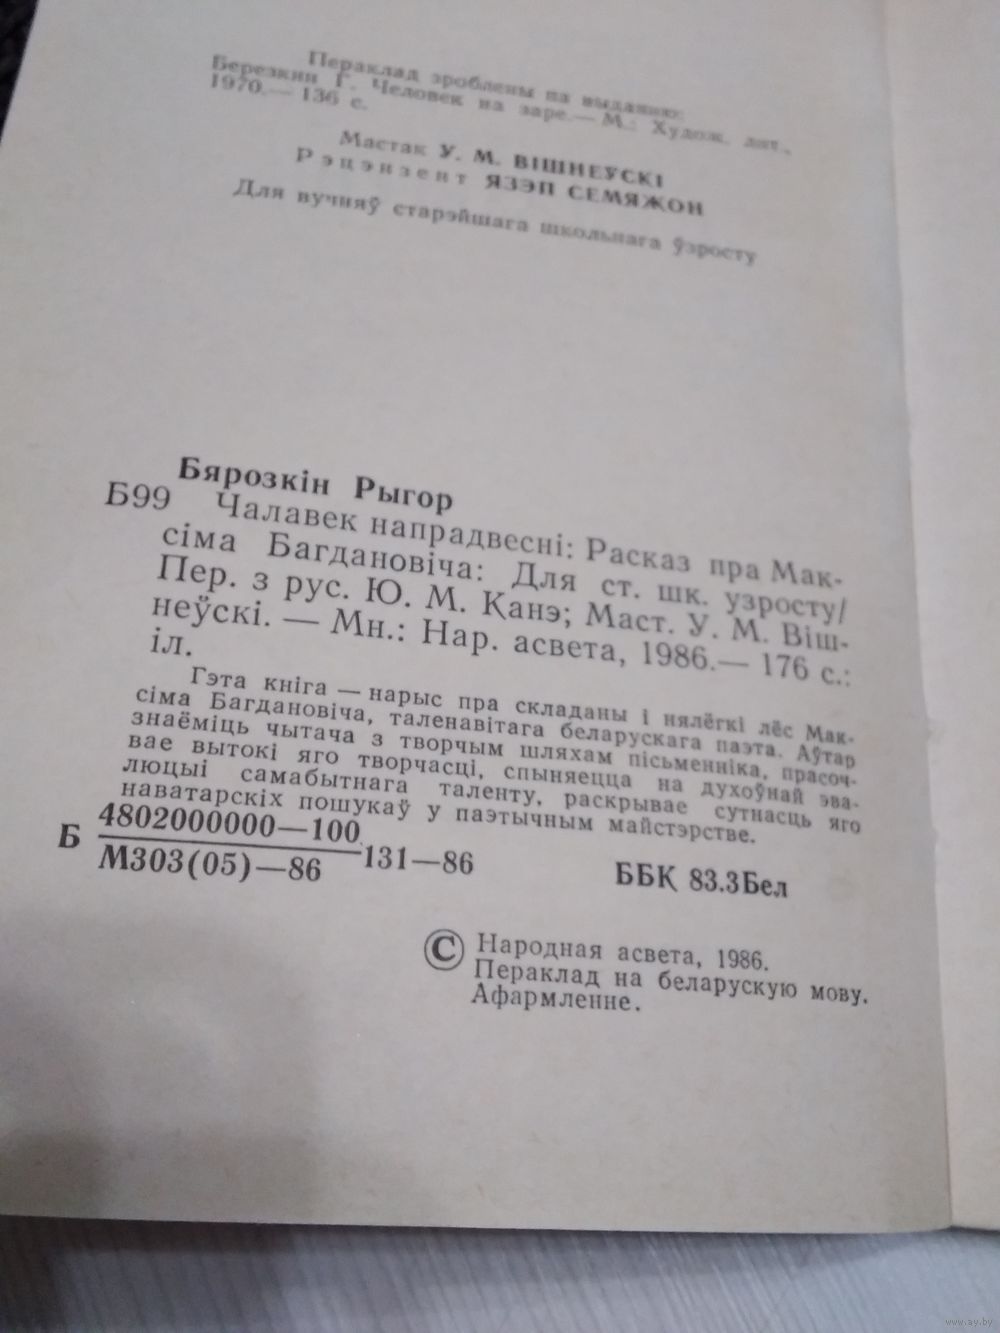 Пераклад зроблены па выданню:
Березкин Г. Человек на заре.— М.: Худож. лит.,
1970.— 136 с.
Мастак У. М. ВІШНЕЎСКІ
Рэцэнзент ЯЗЭП СЕМЯЖОН
Для вучняў старэйшага школьнага ўзросту
Бярозкін Рыгор
Б99 Чалавек напрадвесні: Расказ пра Мак-
сіма Багдановіча: Для ст. шк. узросту/
Пер. з рус. Ю. М. Канэ; Маст. У. М. Віш-
неўскі. — Мн.: Нар. асвета, 1986.— 176 с.:
іл.
Гэта кніга — нарыс пра складаны і нялёгкі лёс Мак-
сіма Багдановіча, таленавітага беларускага паэта. Аўтар
знаёміць чытача з творчым шляхам пісьменніка, прасоч-
вае вытокі яго творчасці, спыняецца на духоўнай эва-
люцыі самабытнага таленту, раскрывае сутнасць яго
наватарскіх пошукаў у паэтычным майстэрстве.
Б 4802000000—100
М303(05)—86 131—86
ББК 83.3Бел
© Народная асвета, 1986.
Пераклад на беларускую мову.
Афармленне.
www.ay.by